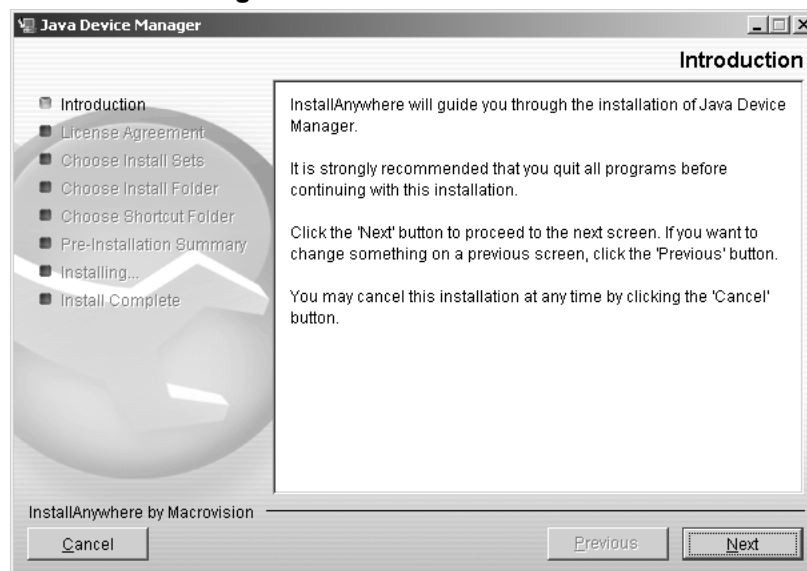 Java Device Manager
Introduction
Introduction
License Agreement
Choose Install Sets
Choose Install Folder
Choose Shortcut Folder
Pre-Installation Summary
Installing...
Install Complete
InstallAnywhere will guide you through the installation of Java Device
Manager.
It is strongly recommended that you quit all programs before
continuing with this installation.
Click the 'Next' button to proceed to the next screen. If you want to
change something on a previous screen, click the 'Previous' button.
You may cancel this installation at any time by clicking the 'Cancel'
button.
InstallAnywhere by Macrovision
Cancel
Previous
Next